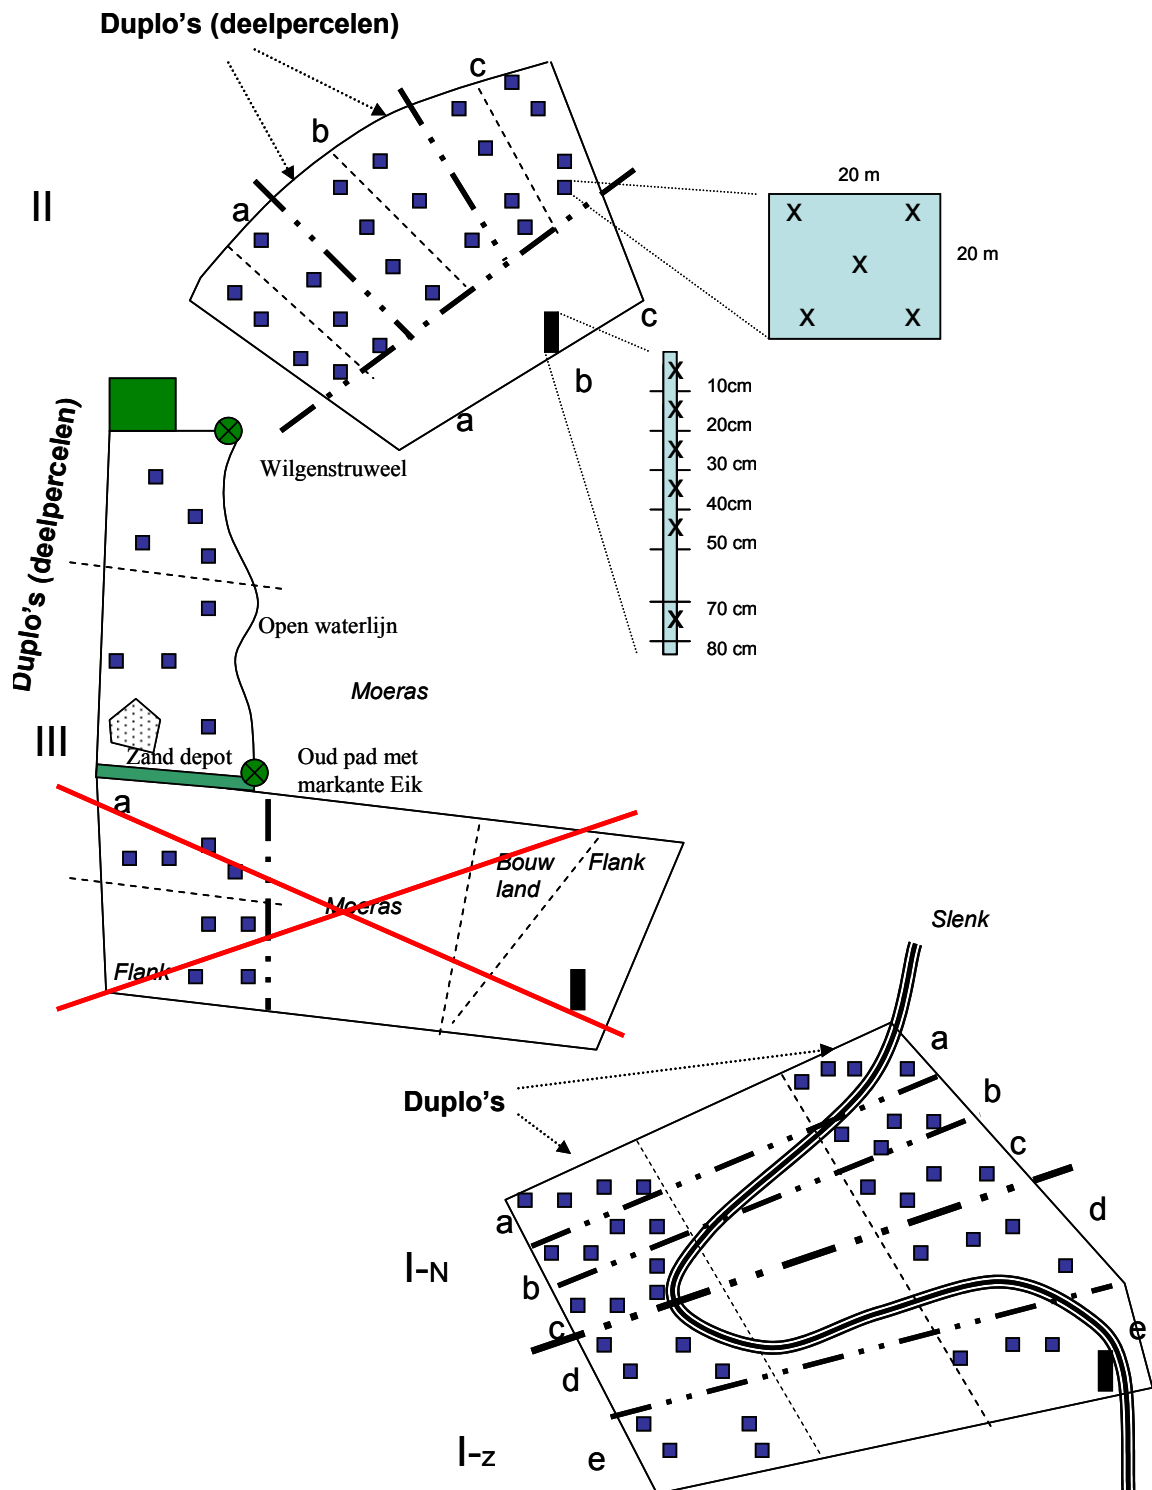 Duplo's (deelpercelen)
c
b
II
a
20 m
X X
X
20 m
X X
c
b
a
X
10cm
X
20cm
X
30 cm
X
40cm
X
50 cm
70 cm
X
80 cm
Duplo's (deelpercelen)
Wilgenstruweel
Open waterlijn
Moeras
III
Zand depot
Oud pad met
markante Eik
a
Bouw
land
Flank
Moeras
Flank
Slenk
a
Duplo's
b
c
d
a
I-N
b
c
e
d
I-z
e